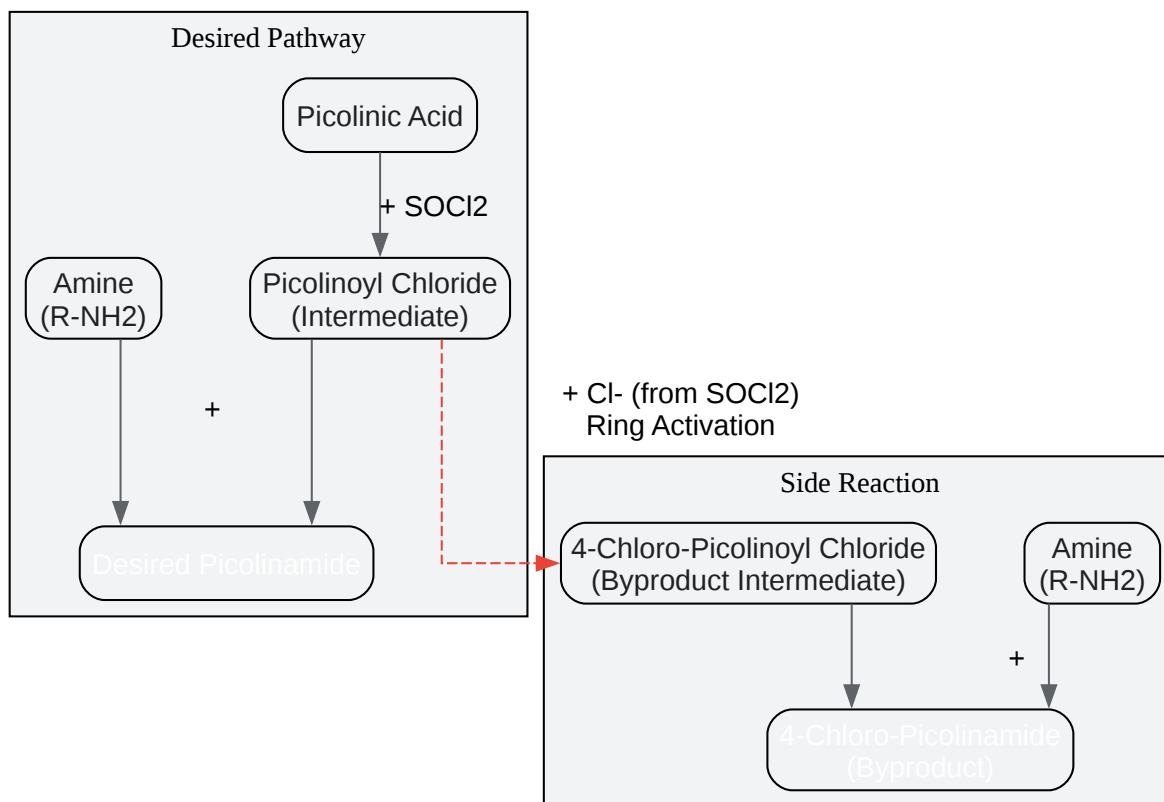 Desired Pathway
Picolinic Acid
+ SOCl2
Amine
(R-NH2)
Picolinoyl Chloride
(Intermediate)
+
Desired Picolinamide
+ Cl- (from SOCl2)
Ring Activation
Side Reaction
4-Chloro-Picolinoyl Chloride
(Byproduct Intermediate)
Amine
(R-NH2)
+
4-Chloro-Picolinamide
(Byproduct)